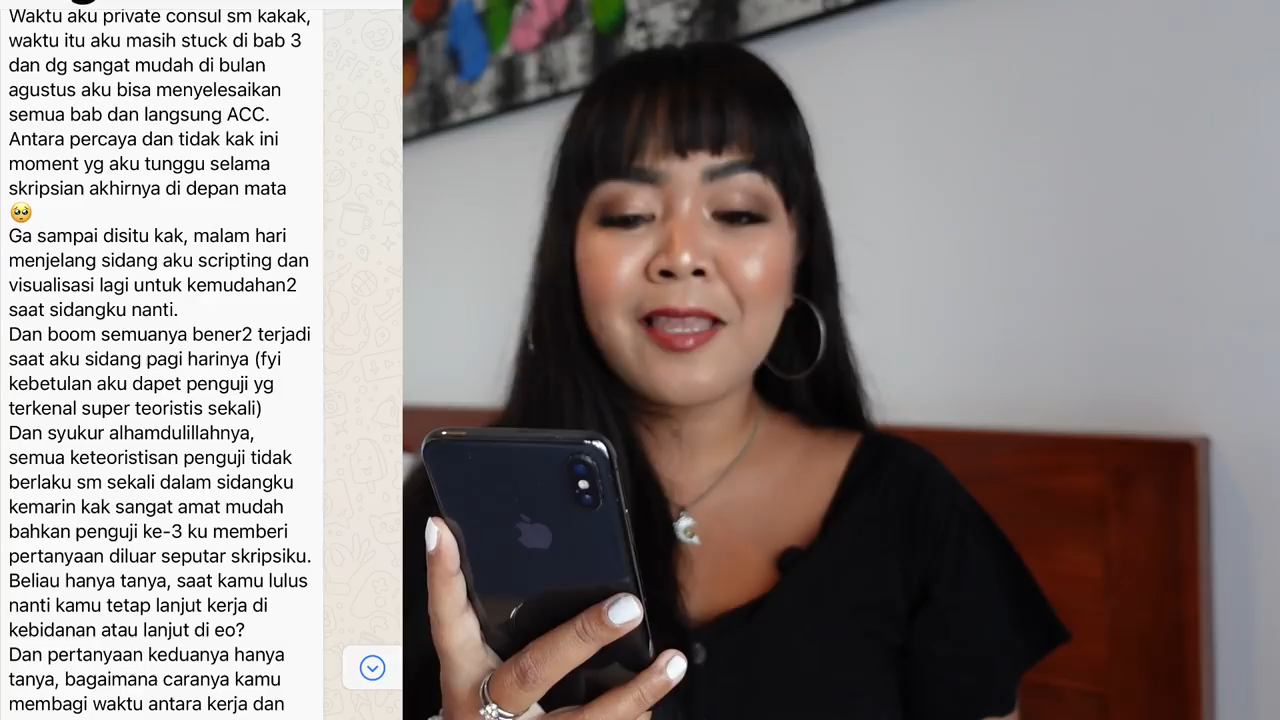 Waktu aku private consul sm kakak,
waktu itu aku masih stuck di bab 3
dan dg sangat mudah di bulan
agustus aku bisa menyelesaikan
semua bab dan langsung ACC.
Antara percaya dan tidak kak ini
moment yg aku tunggu selama
skripsian akhirnya di depan mata
🥺
Ga sampai disitu kak, malam hari
menjelang sidang aku scripting dan
visualisasi lagi untuk kemudahan2
saat sidangku nanti.
Dan boom semuanya bener2 terjadi
saat aku sidang pagi harinya (fyi
kebetulan aku dapet penguji yg
terkenal super teoristis sekali)
Dan syukur alhamdulillahnya,
semua keteoristisan penguji tidak
berlaku sm sekali dalam sidangku
kemarin kak sangat amat mudah
bahkan penguji ke-3 ku memberi
pertanyaan diluar seputar skripsiku.
Beliau hanya tanya, saat kamu lulus
nanti kamu tetap lanjut kerja di
kebidanan atau lanjut di eo?
Dan pertanyaan keduanya hanya
tanya, bagaimana caranya kamu
membagi waktu antara kerja dan